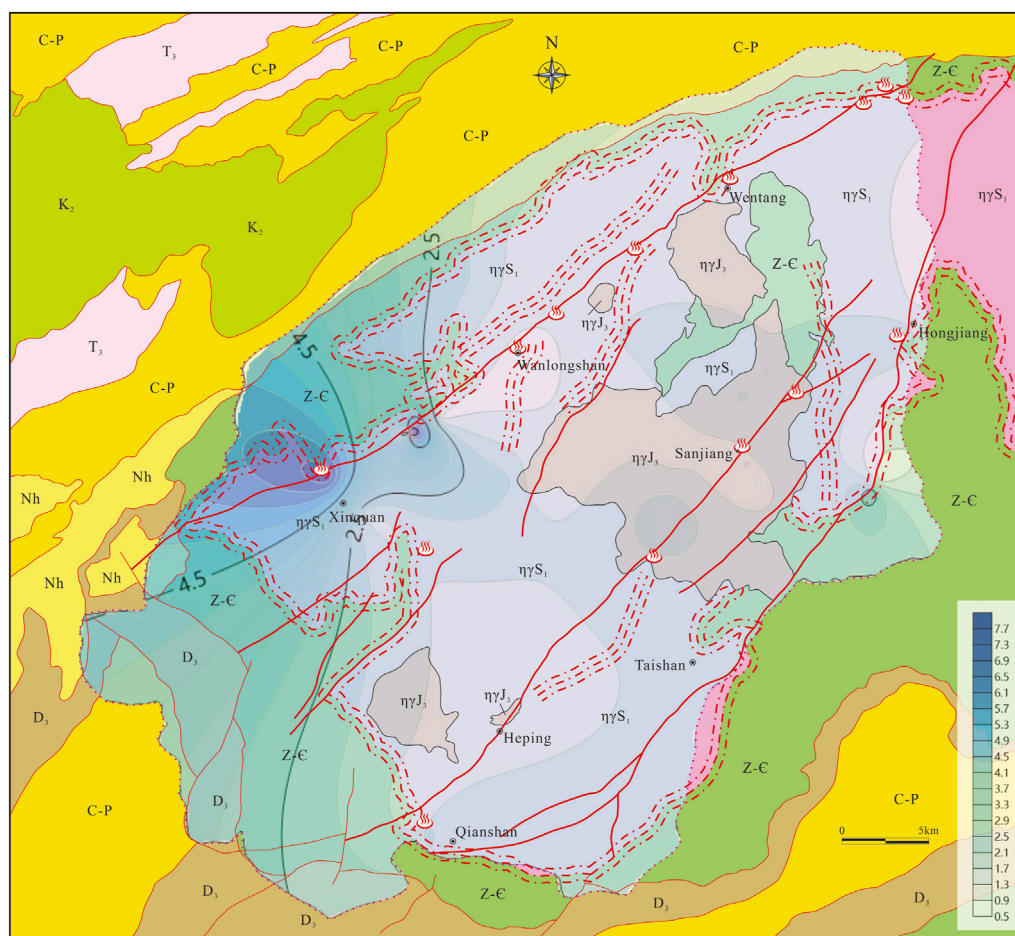 C-P
T₃
C-P
C-P
N
C-P
Z-Є
C-P
K₂
K₂
Wentang
ηγS₁
ηγS₁
ηγJ₃
Z-Є
2.5
ηγS₁
ηγJ₃
Hongjiang
T₃
4.5
Wanlongshan
ηγS₁
C-P
Z-Є
Nh
ηγJ₃
Sanjiang
Z-Є
ηγS₁
Xinquan
2.5
Nh
Nh
4.5
ηγS₁
Z-Є
D₃
Taishan
ηγJ₃
ηγJ₃
ηγS₁
D₃
Heping
Z-Є
Z-Є
C-P
D₃
C-P
Qianshan
0 5km
D₃
D₃
D₃
Z-Є
D₃
7.7
7.3
6.9
6.5
6.1
5.7
5.3
4.9
4.5
4.1
3.7
3.3
2.9
2.5
2.1
1.7
1.3
0.9
0.5